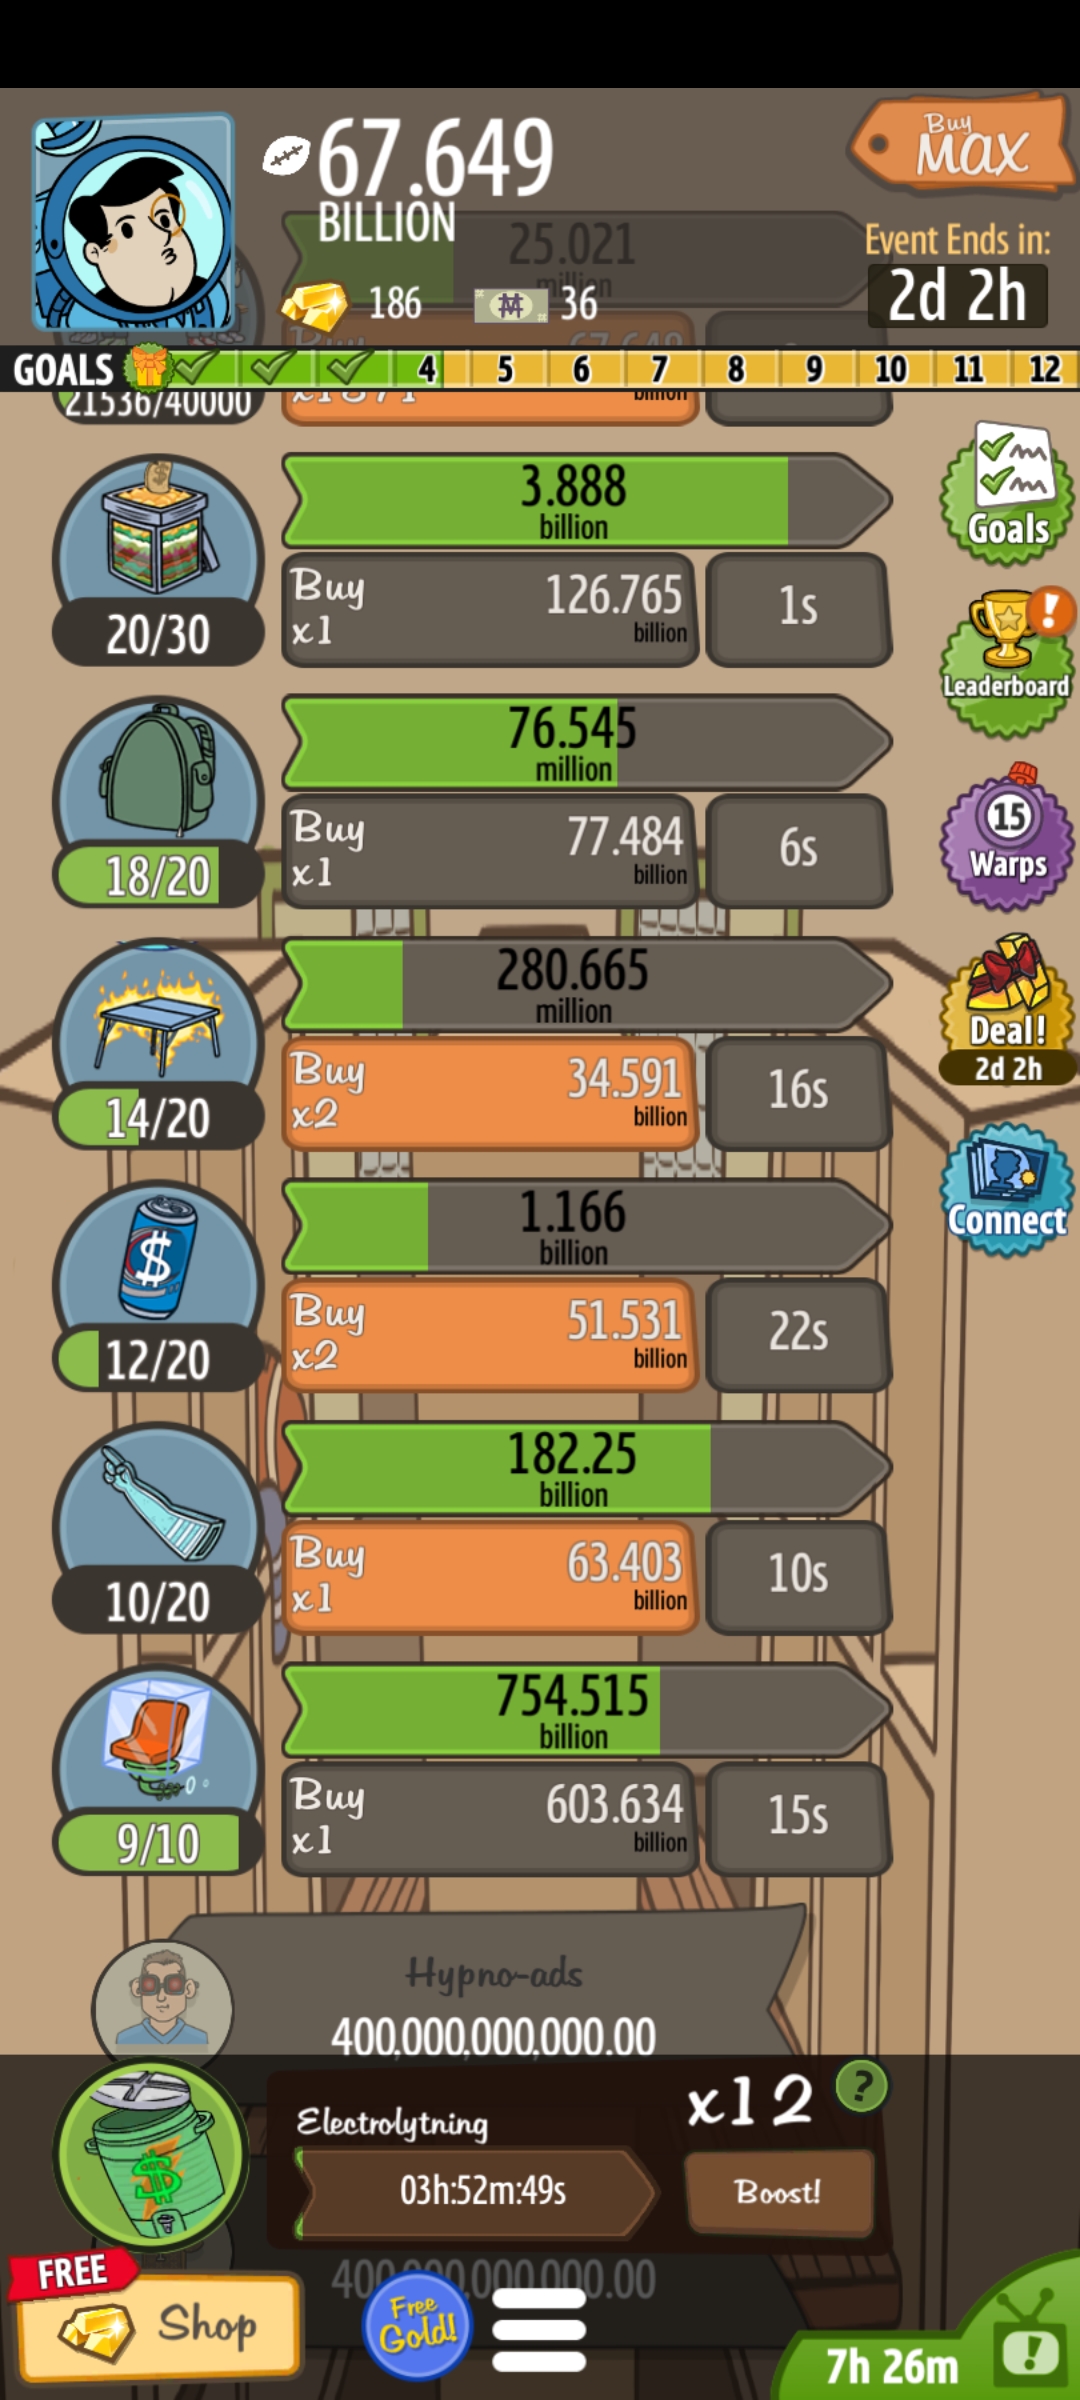 67.649
BILLION
Buy
MAX
25.021
million
Event Ends in:
2d 2h
186
36
Buy
67.648
GOALS
4
5
6
7
8
9
10
11
12
21536/40000
x1871
billion
3.888
billion
Buy
x1
126.765
billion
1s
20/30
Goals
Leaderboard
!
76.545
million
Buy
x1
77.484
billion
6s
18/20
15
Warps
280.665
million
Buy
x2
34.591
billion
16s
14/20
Deal!
2d 2h
1.166
billion
Buy
x2
51.531
billion
22s
$
12/20
Connect
182.25
billion
Buy
x1
63.403
billion
10s
10/20
754.515
billion
Buy
x1
603.634
billion
15s
9/10
Hypno-ads
400,000,000,000.00
Electrolytning
x12
?
03h:52m:49s
Boost!
$
FREE
Shop
Free
Gold!
7h 26m
!